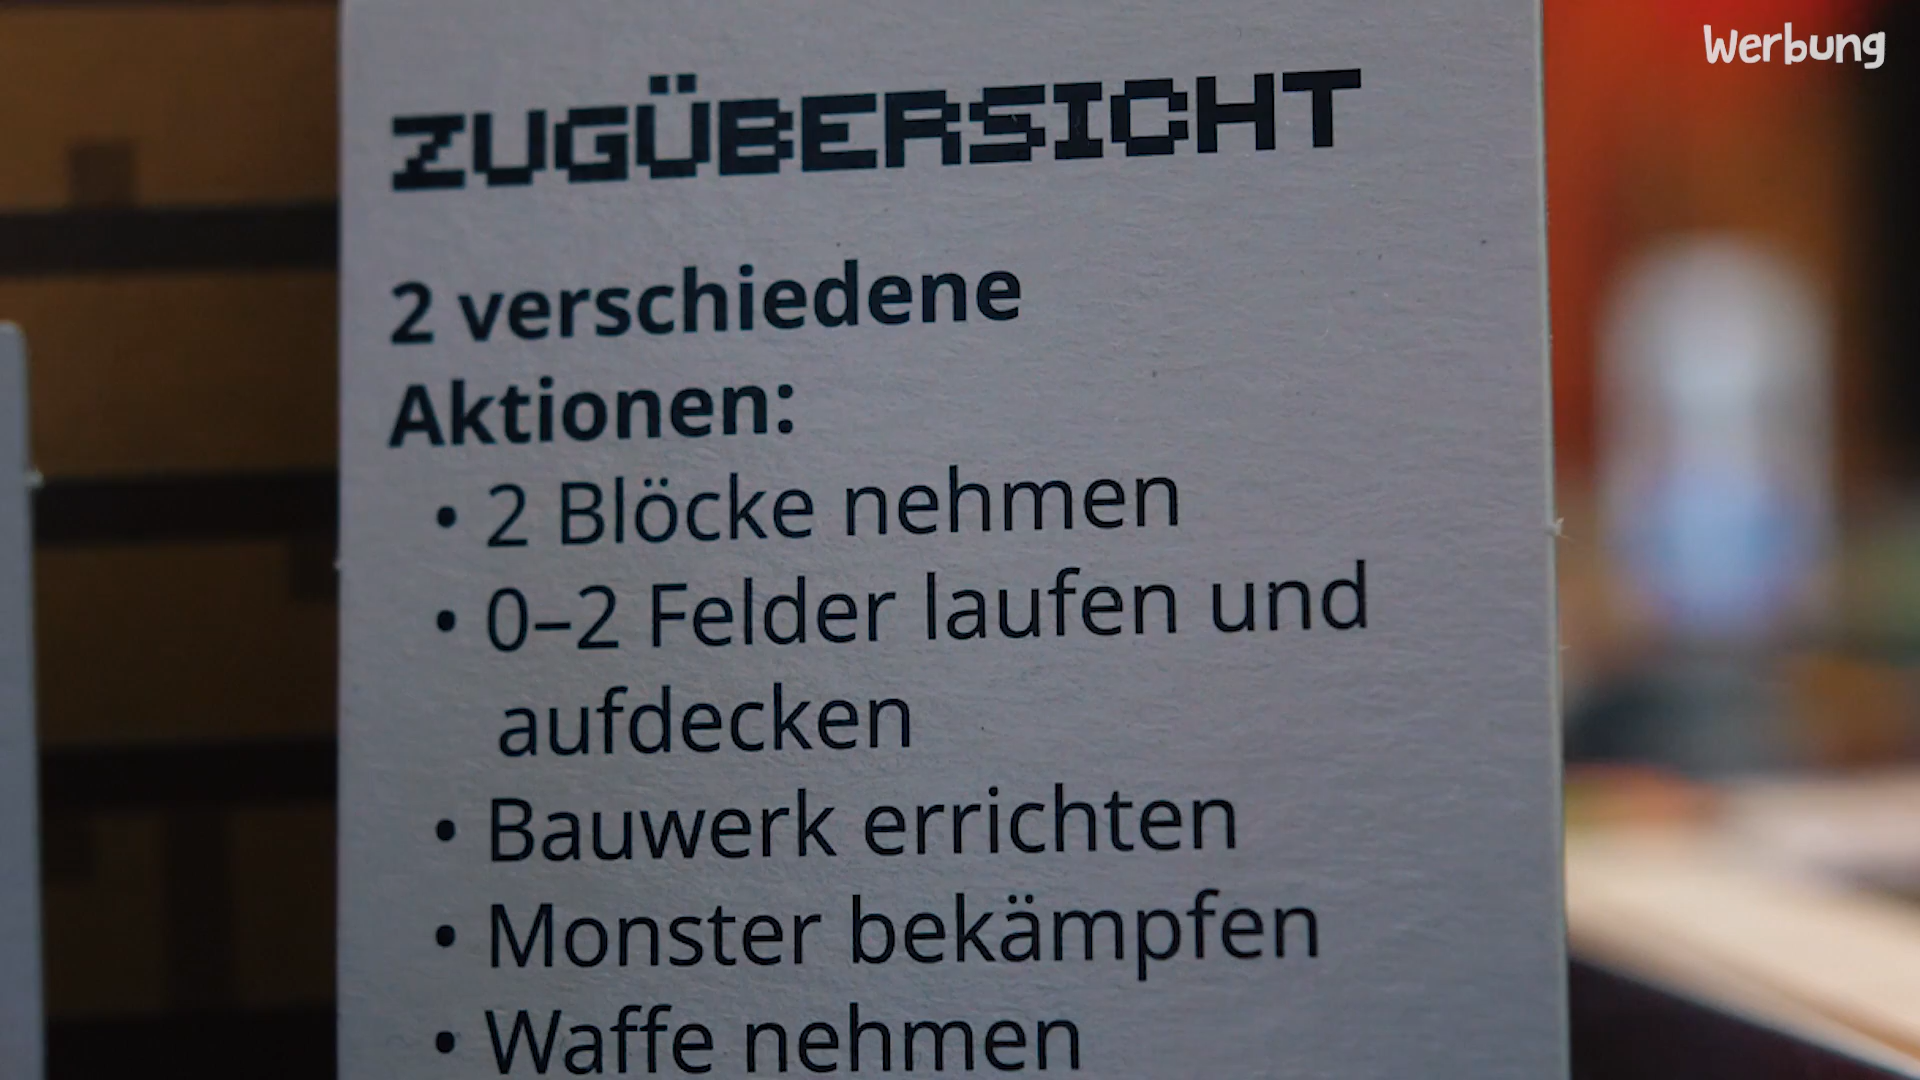 Werbung
ZUGÜBERSICHT
2 verschiedene
Aktionen:
• 2 Blöcke nehmen
• 0–2 Felder laufen und
aufdecken
• Bauwerk errichten
• Monster bekämpfen
• Waffe nehmen